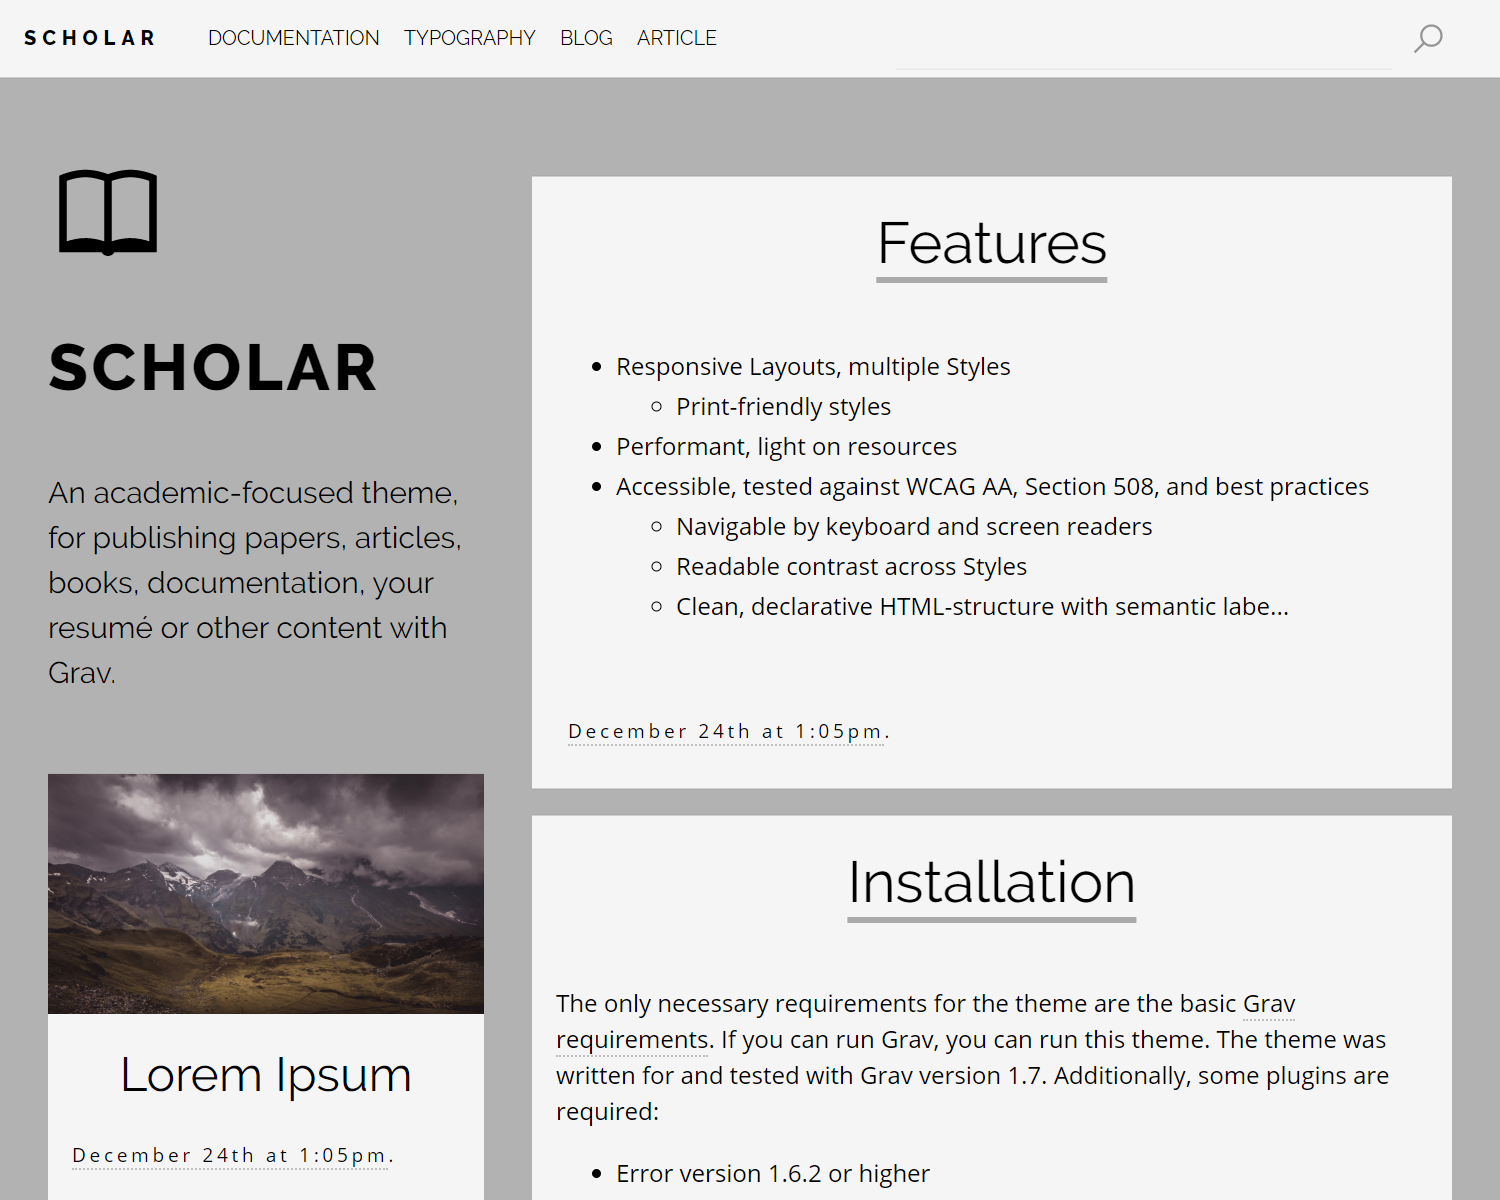 SCHOLAR
DOCUMENTATION TYPOGRAPHY BLOG ARTICLE
SCHOLAR
An academic-focused theme,
for publishing papers, articles,
books, documentation, your
resumé or other content with
Grav.
Lorem Ipsum
December 24th at 1:05pm.
Features
Responsive Layouts, multiple Styles
Print-friendly styles
Performant, light on resources
Accessible, tested against WCAG AA, Section 508, and best practices
Navigable by keyboard and screen readers
Readable contrast across Styles
Clean, declarative HTML-structure with semantic labe...
December 24th at 1:05pm.
Installation
The only necessary requirements for the theme are the basic Grav
requirements. If you can run Grav, you can run this theme. The theme was
written for and tested with Grav version 1.7. Additionally, some plugins are
required:
Error version 1.6.2 or higher